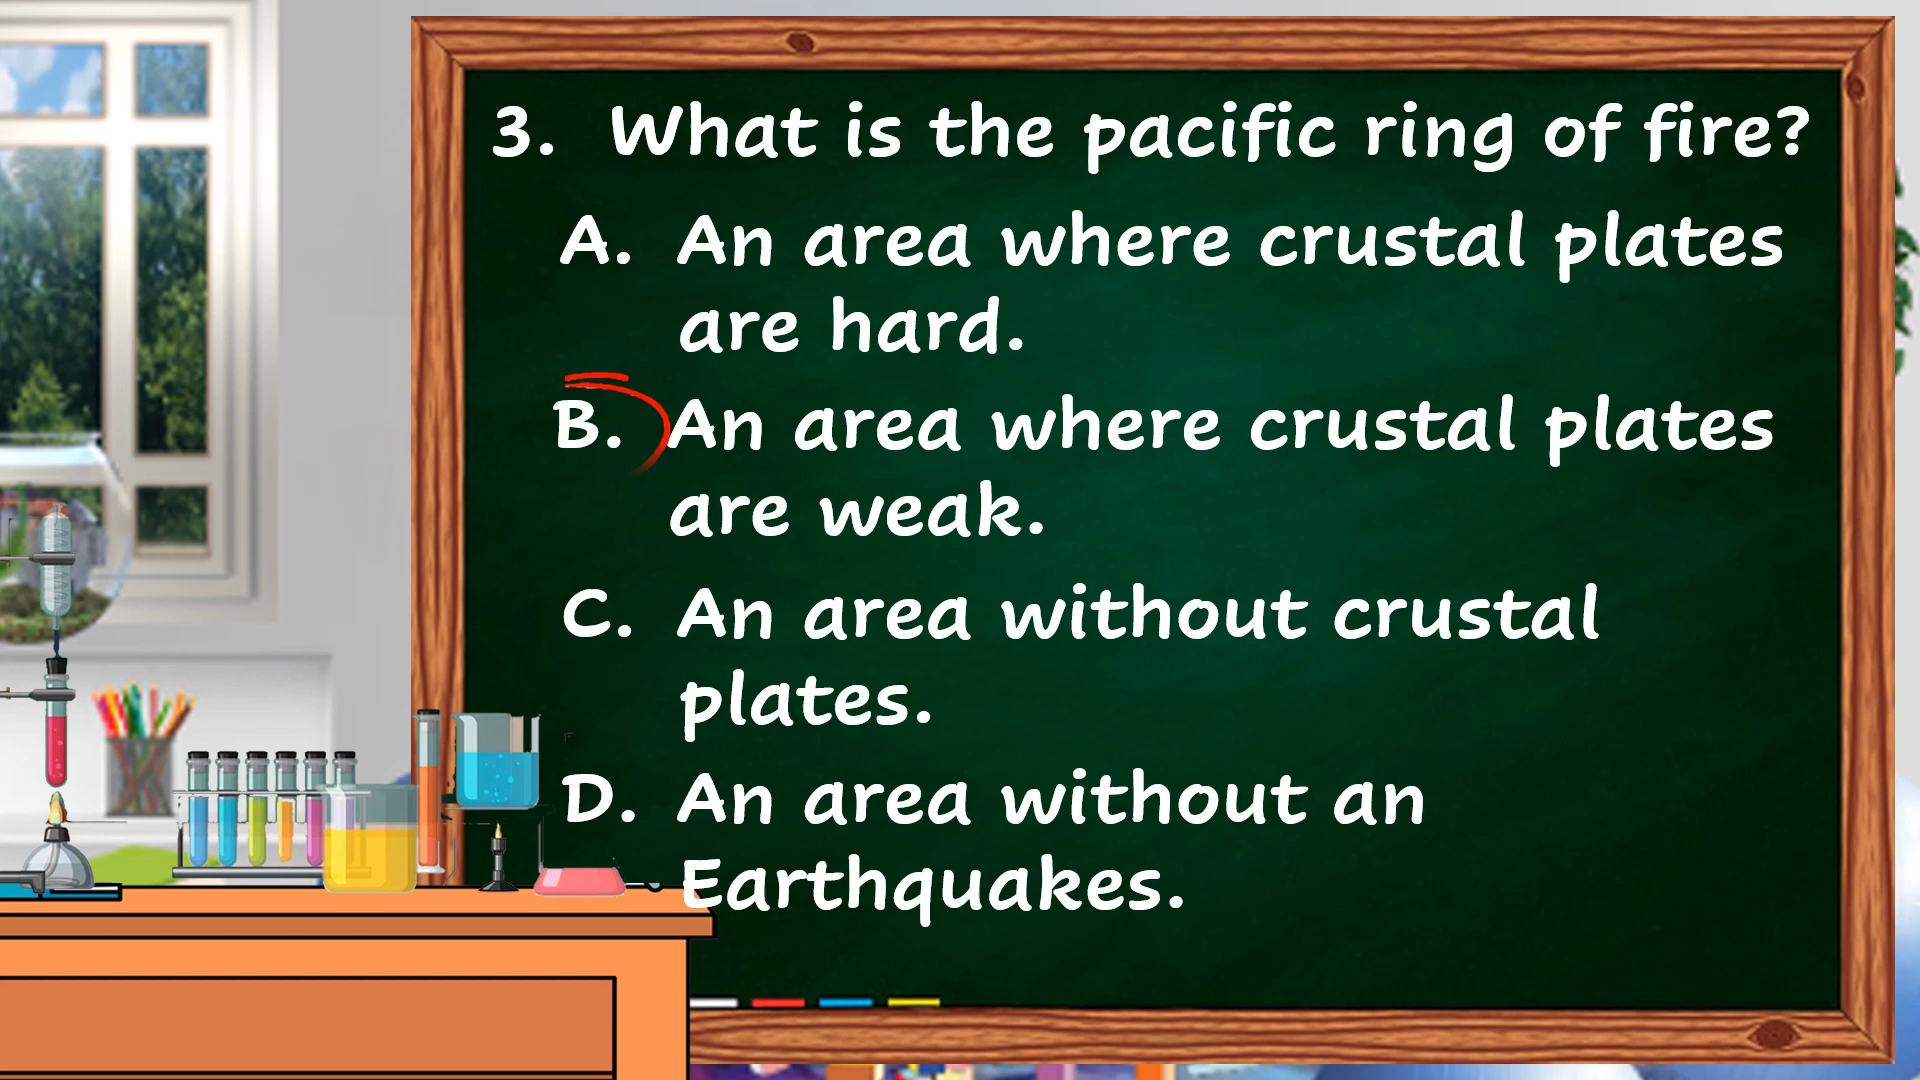 3. What is the pacific ring of fire?
A. An area where crustal plates
are hard.
B. An area where crustal plates
are weak.
C. An area without crustal
plates.
D. An area without an
Earthquakes.